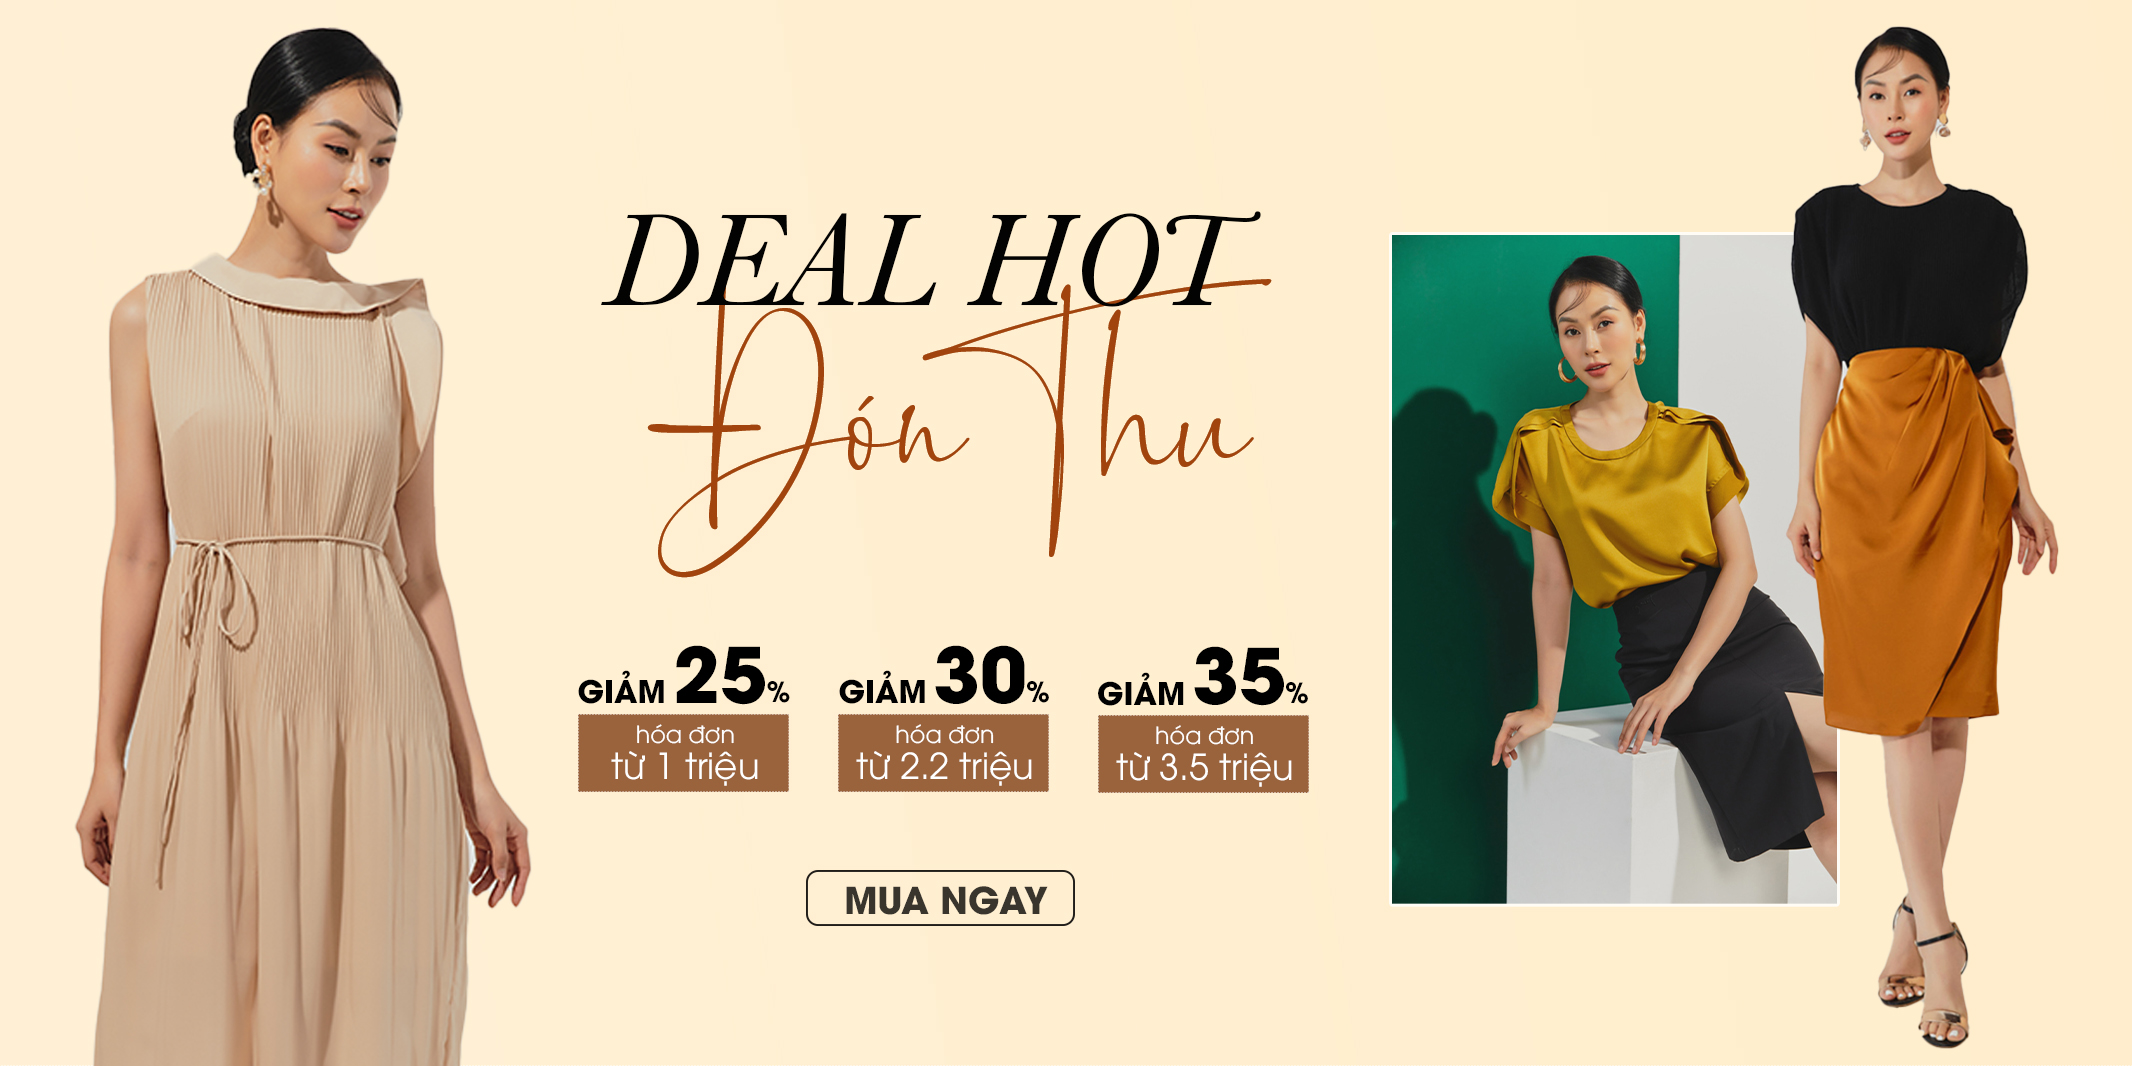 DEAL HOT
Đón Thu
GIẢM 25%
hóa đơn
từ 1 triệu
GIẢM 30%
hóa đơn
từ 2.2 triệu
GIẢM 35%
hóa đơn
từ 3.5 triệu
MUA NGAY